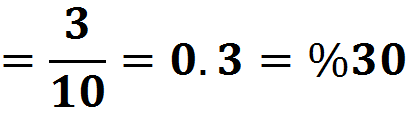 = 3/10 = 0.3 = %30